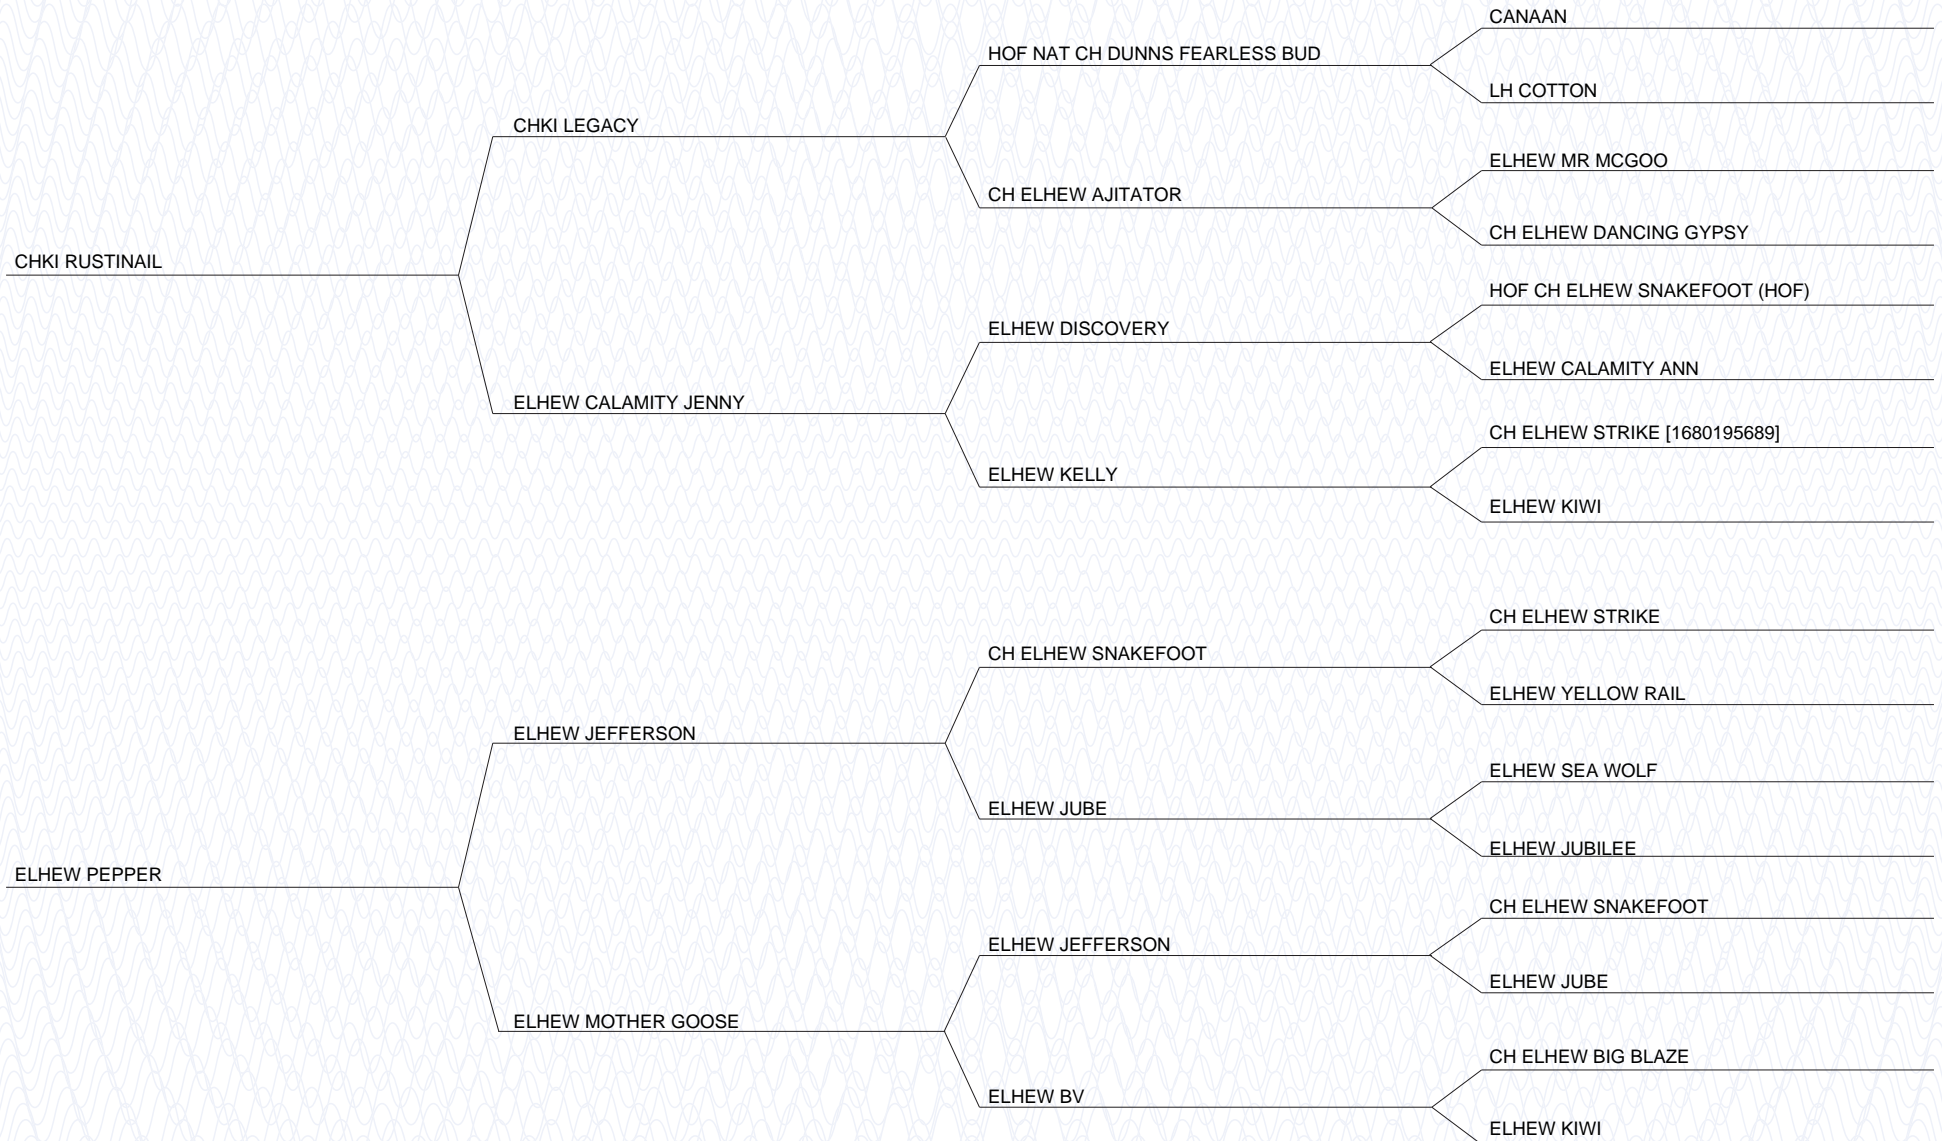 CANAAN
HOF NAT CH DUNNS FEARLESS BUD
LH COTTON
CHKI LEGACY
ELHEW MR MCGOO
CH ELHEW AJITATOR
CH ELHEW DANCING GYPSY
CHKI RUSTINAIL
HOF CH ELHEW SNAKEFOOT (HOF)
ELHEW DISCOVERY
ELHEW CALAMITY ANN
ELHEW CALAMITY JENNY
CH ELHEW STRIKE [1680195689]
ELHEW KELLY
ELHEW KIWI
CH ELHEW STRIKE
CH ELHEW SNAKEFOOT
ELHEW YELLOW RAIL
ELHEW JEFFERSON
ELHEW SEA WOLF
ELHEW JUBE
ELHEW JUBILEE
ELHEW PEPPER
CH ELHEW SNAKEFOOT
ELHEW JEFFERSON
ELHEW JUBE
ELHEW MOTHER GOOSE
CH ELHEW BIG BLAZE
ELHEW BV
ELHEW KIWI